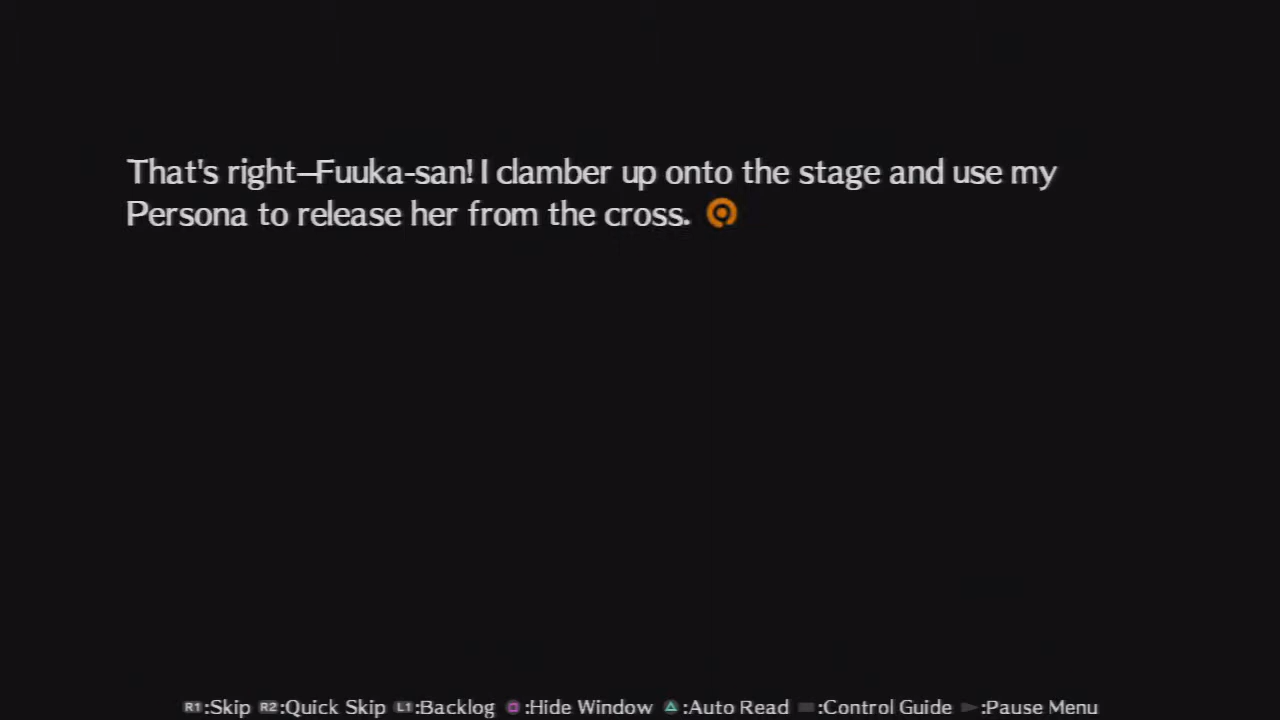 That's right—Fuuka-san! I clamber up onto the stage and use my
Persona to release her from the cross.
R1:Skip R2:Quick Skip L1:Backlog :Hide Window :Auto Read :Control Guide :Pause Menu